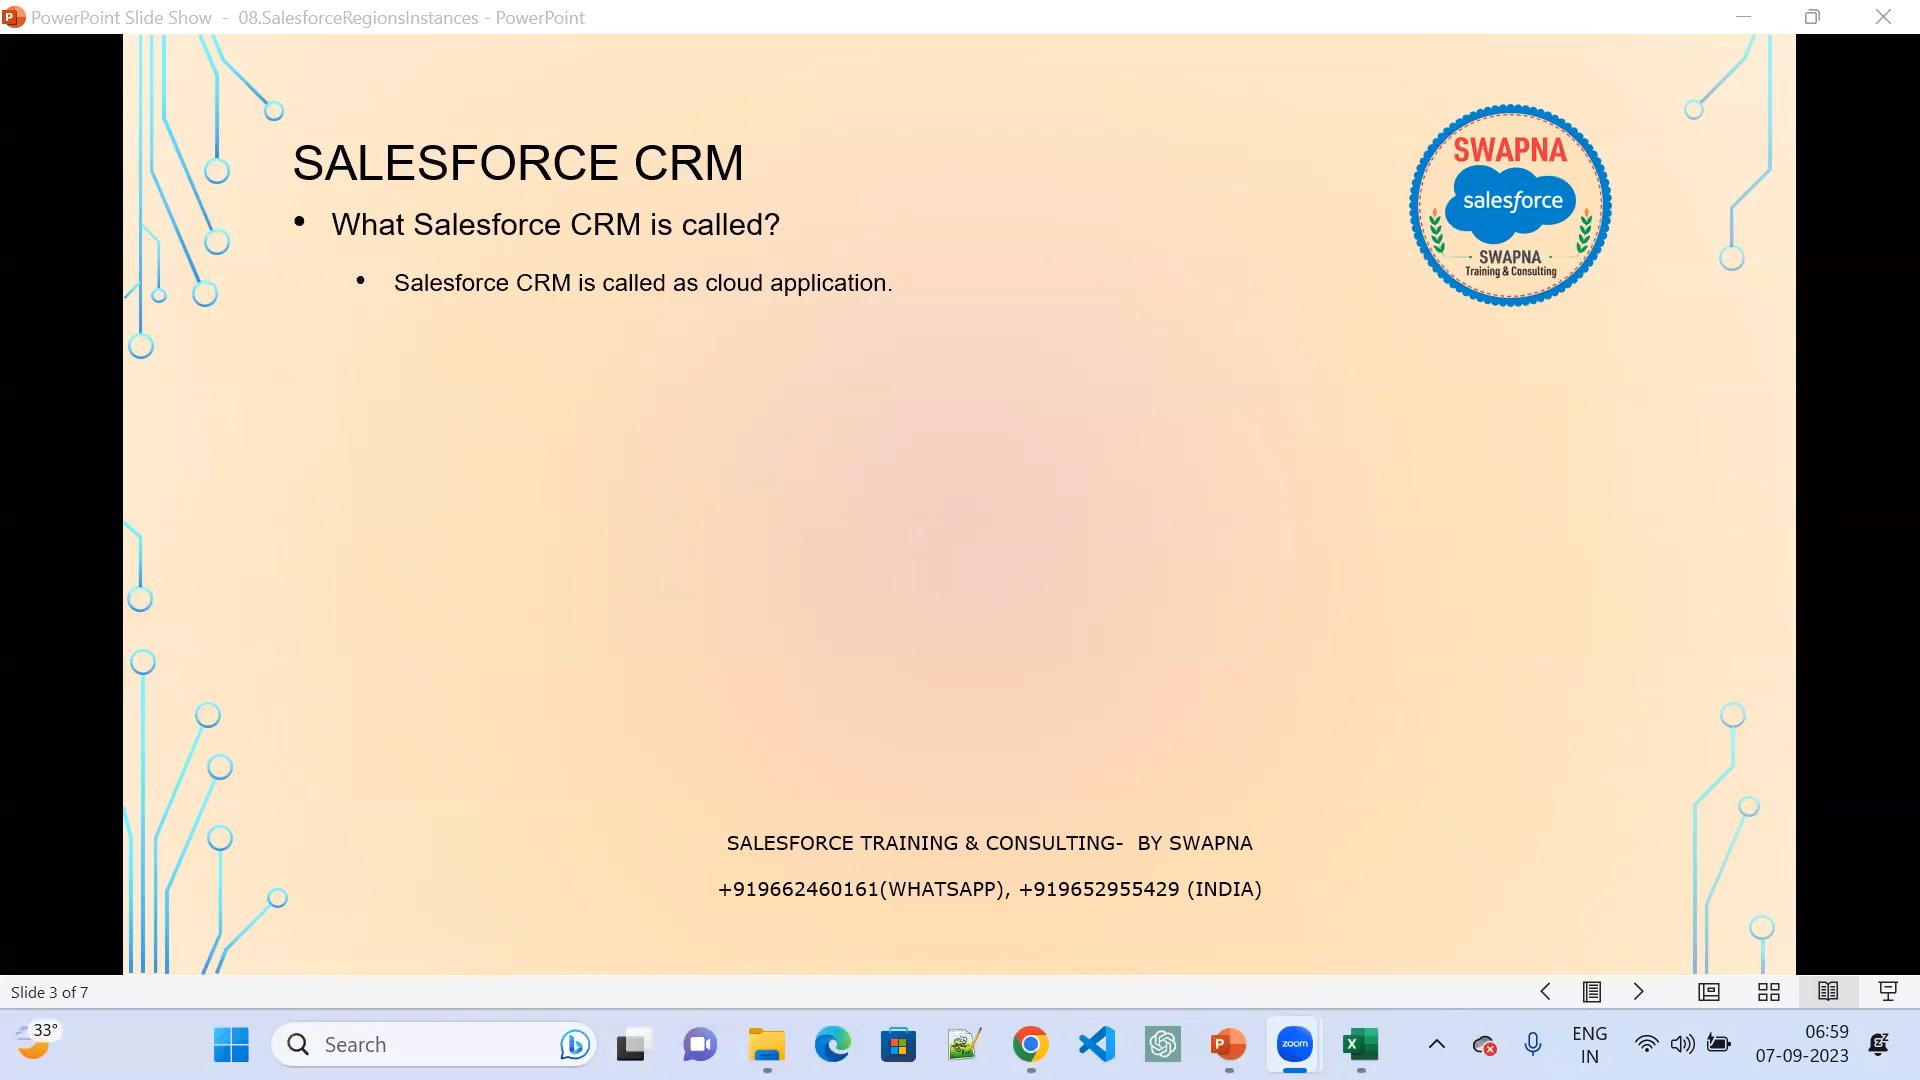 PowerPoint Slide Show - 08.SalesforceRegionsInstances - PowerPoint
SALESFORCE CRM
• What Salesforce CRM is called?
• Salesforce CRM is called as cloud application.
SWAPNA
salesforce
SWAPNA
Training & Consulting
SALESFORCE TRAINING & CONSULTING- BY SWAPNA
+919662460161(WHATSAPP), +919652955429 (INDIA)
Slide 3 of 7
33°
Search
zoom
ENG
IN
06:59
07-09-2023